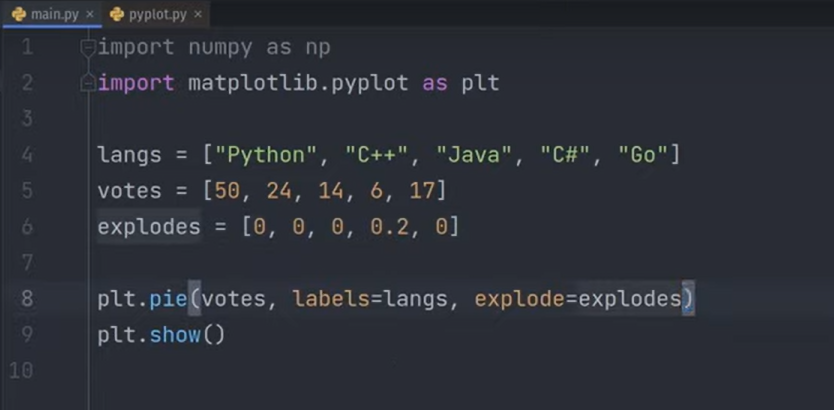 main.py × pyplot.py ×
1 import numpy as np
2 import matplotlib.pyplot as plt
3
4 langs = ["Python", "C++", "Java", "C#", "Go"]
5 votes = [50, 24, 14, 6, 17]
6 explodes = [0, 0, 0, 0.2, 0]
7
8 plt.pie(votes, labels=langs, explode=explodes)
9 plt.show()
10